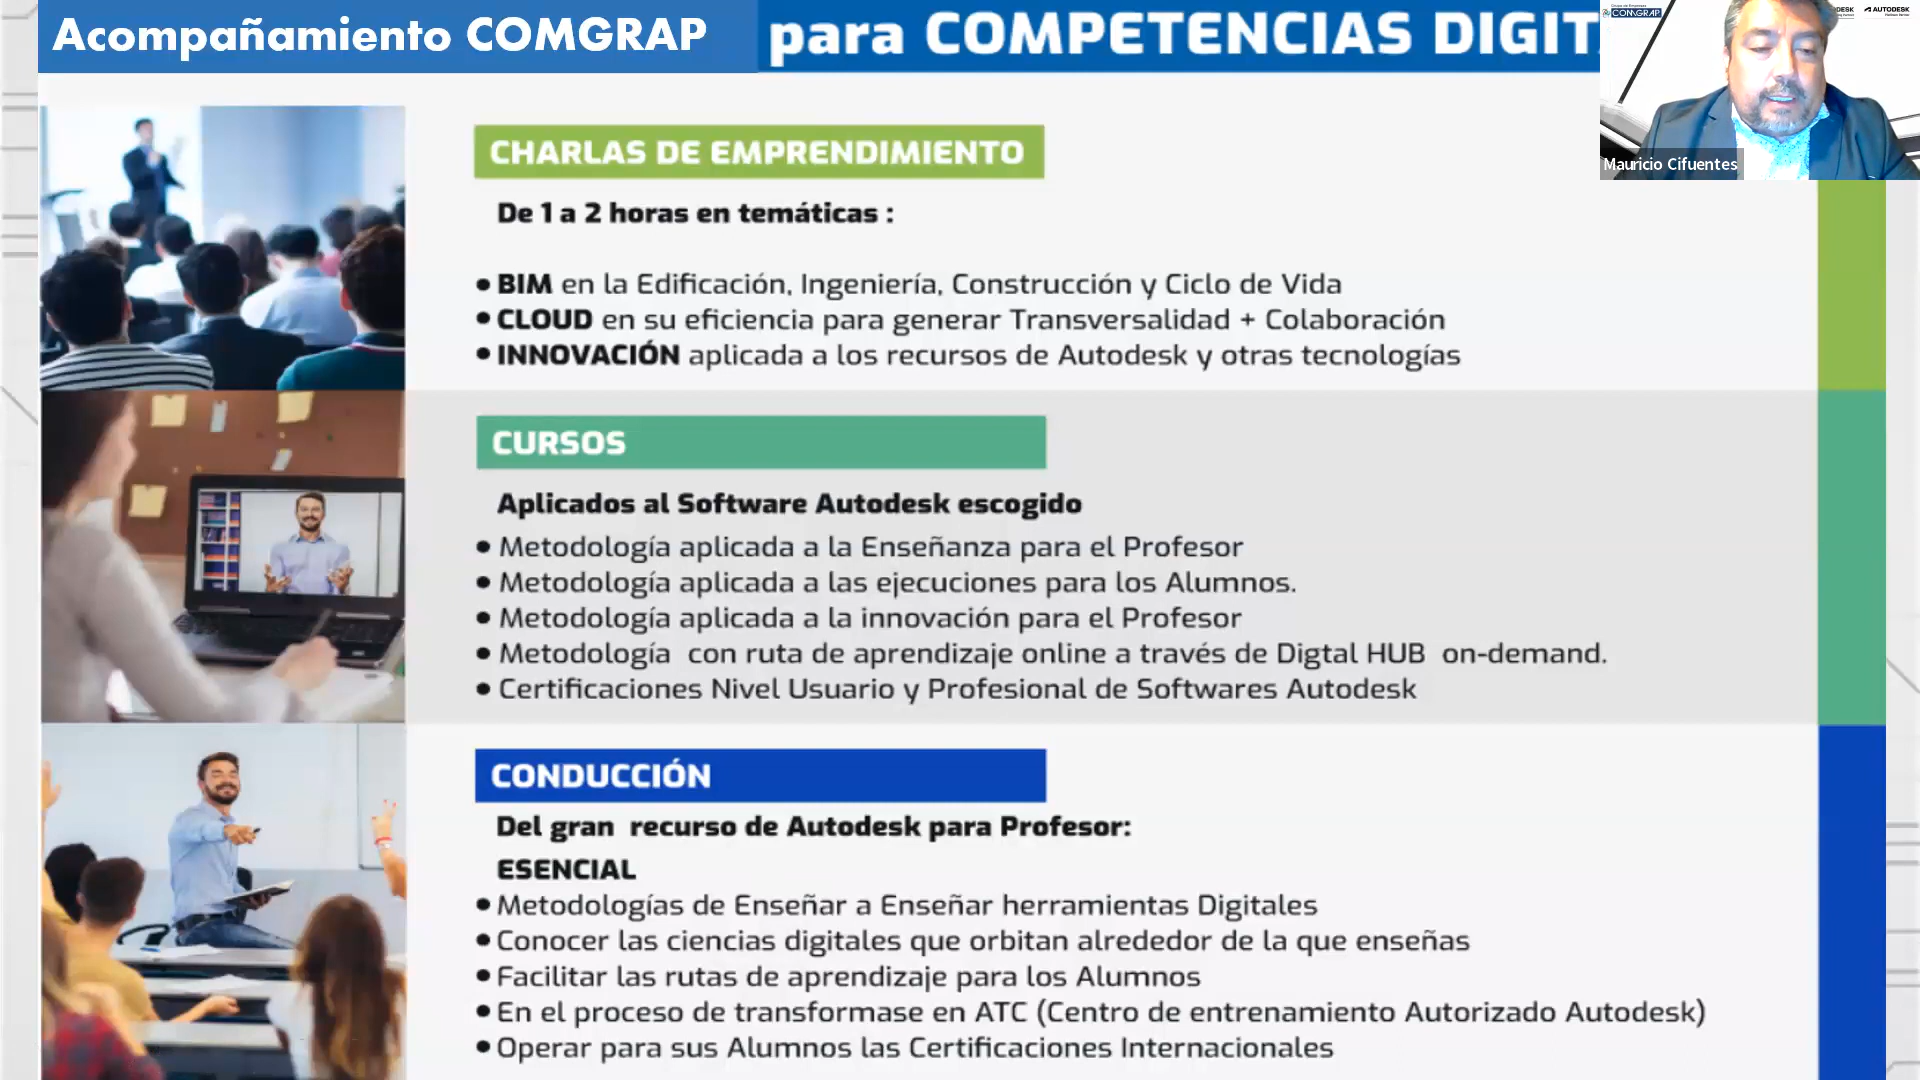 Acompañamiento COMGRAP para COMPETENCIAS DIGIT
COMGRAP
DESK
AUTODESK
Mauricio Cifuentes
CHARLAS DE EMPRENDIMIENTO
De 1 a 2 horas en temáticas :
• BIM en la Edificación, Ingeniería, Construcción y Ciclo de Vida
• CLOUD en su eficiencia para generar Transversalidad + Colaboración
• INNOVACIÓN aplicada a los recursos de Autodesk y otras tecnologías
CURSOS
Aplicados al Software Autodesk escogido
• Metodología aplicada a la Enseñanza para el Profesor
• Metodología aplicada a las ejecuciones para los Alumnos.
• Metodología aplicada a la innovación para el Profesor
• Metodología con ruta de aprendizaje online a través de Digtal HUB on-demand.
• Certificaciones Nivel Usuario y Profesional de Softwares Autodesk
CONDUCCIÓN
Del gran recurso de Autodesk para Profesor:
ESENCIAL
• Metodologías de Enseñar a Enseñar herramientas Digitales
• Conocer las ciencias digitales que orbitan alrededor de la que enseñas
• Facilitar las rutas de aprendizaje para los Alumnos
• En el proceso de transformase en ATC (Centro de entrenamiento Autorizado Autodesk)
• Operar para sus Alumnos las Certificaciones Internacionales